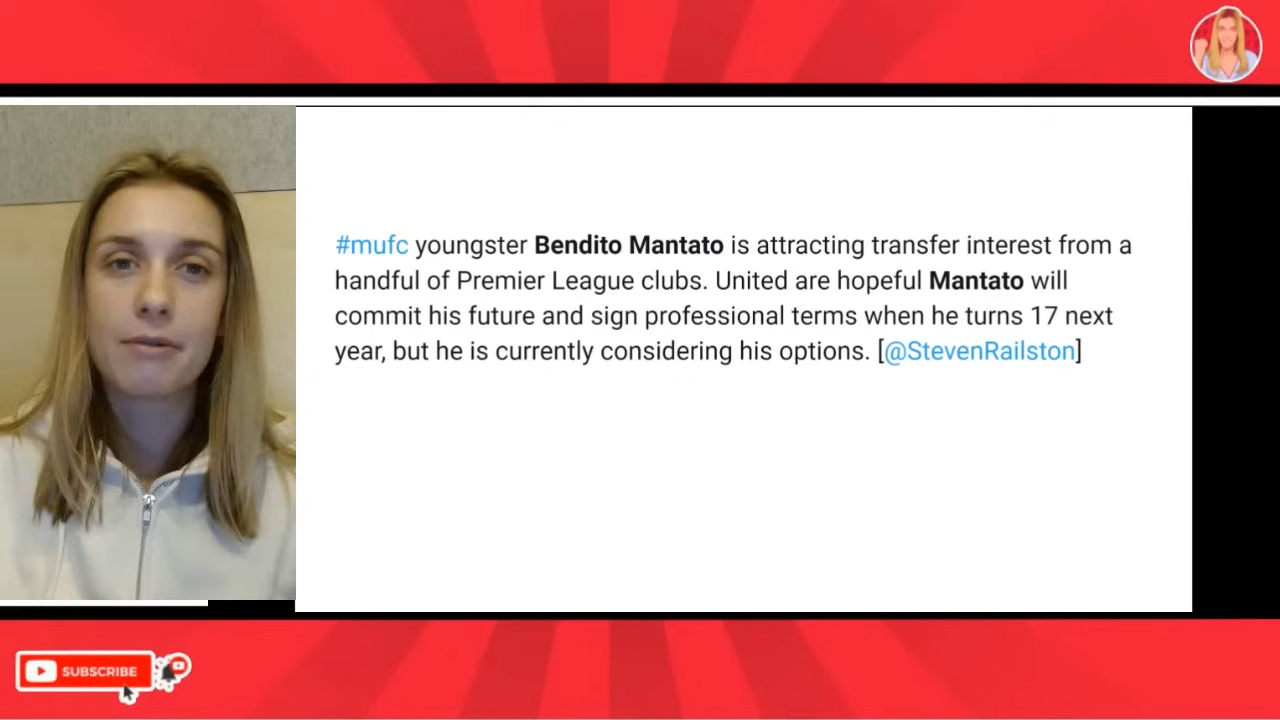 #mufc youngster Bendito Mantato is attracting transfer interest from a
handful of Premier League clubs. United are hopeful Mantato will
commit his future and sign professional terms when he turns 17 next
year, but he is currently considering his options. [@StevenRailston]
SUBSCRIBE